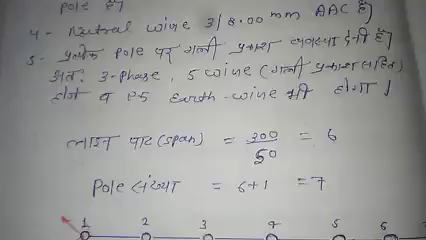 Pole है।
4 - Neutral wire 3/8.00 mm AAC है।
5 - प्रत्येक Pole पर गली प्रकाश व्यवस्था देनी है।
अतः 3-Phase, 5 wire (गली प्रकाश सहित)
होंगे व एक Earth-wire भी होगा।
लाइन पाट (span) = 300/50 = 6
Pole संख्या = 6+1 = 7
1 2 3 4 5 6